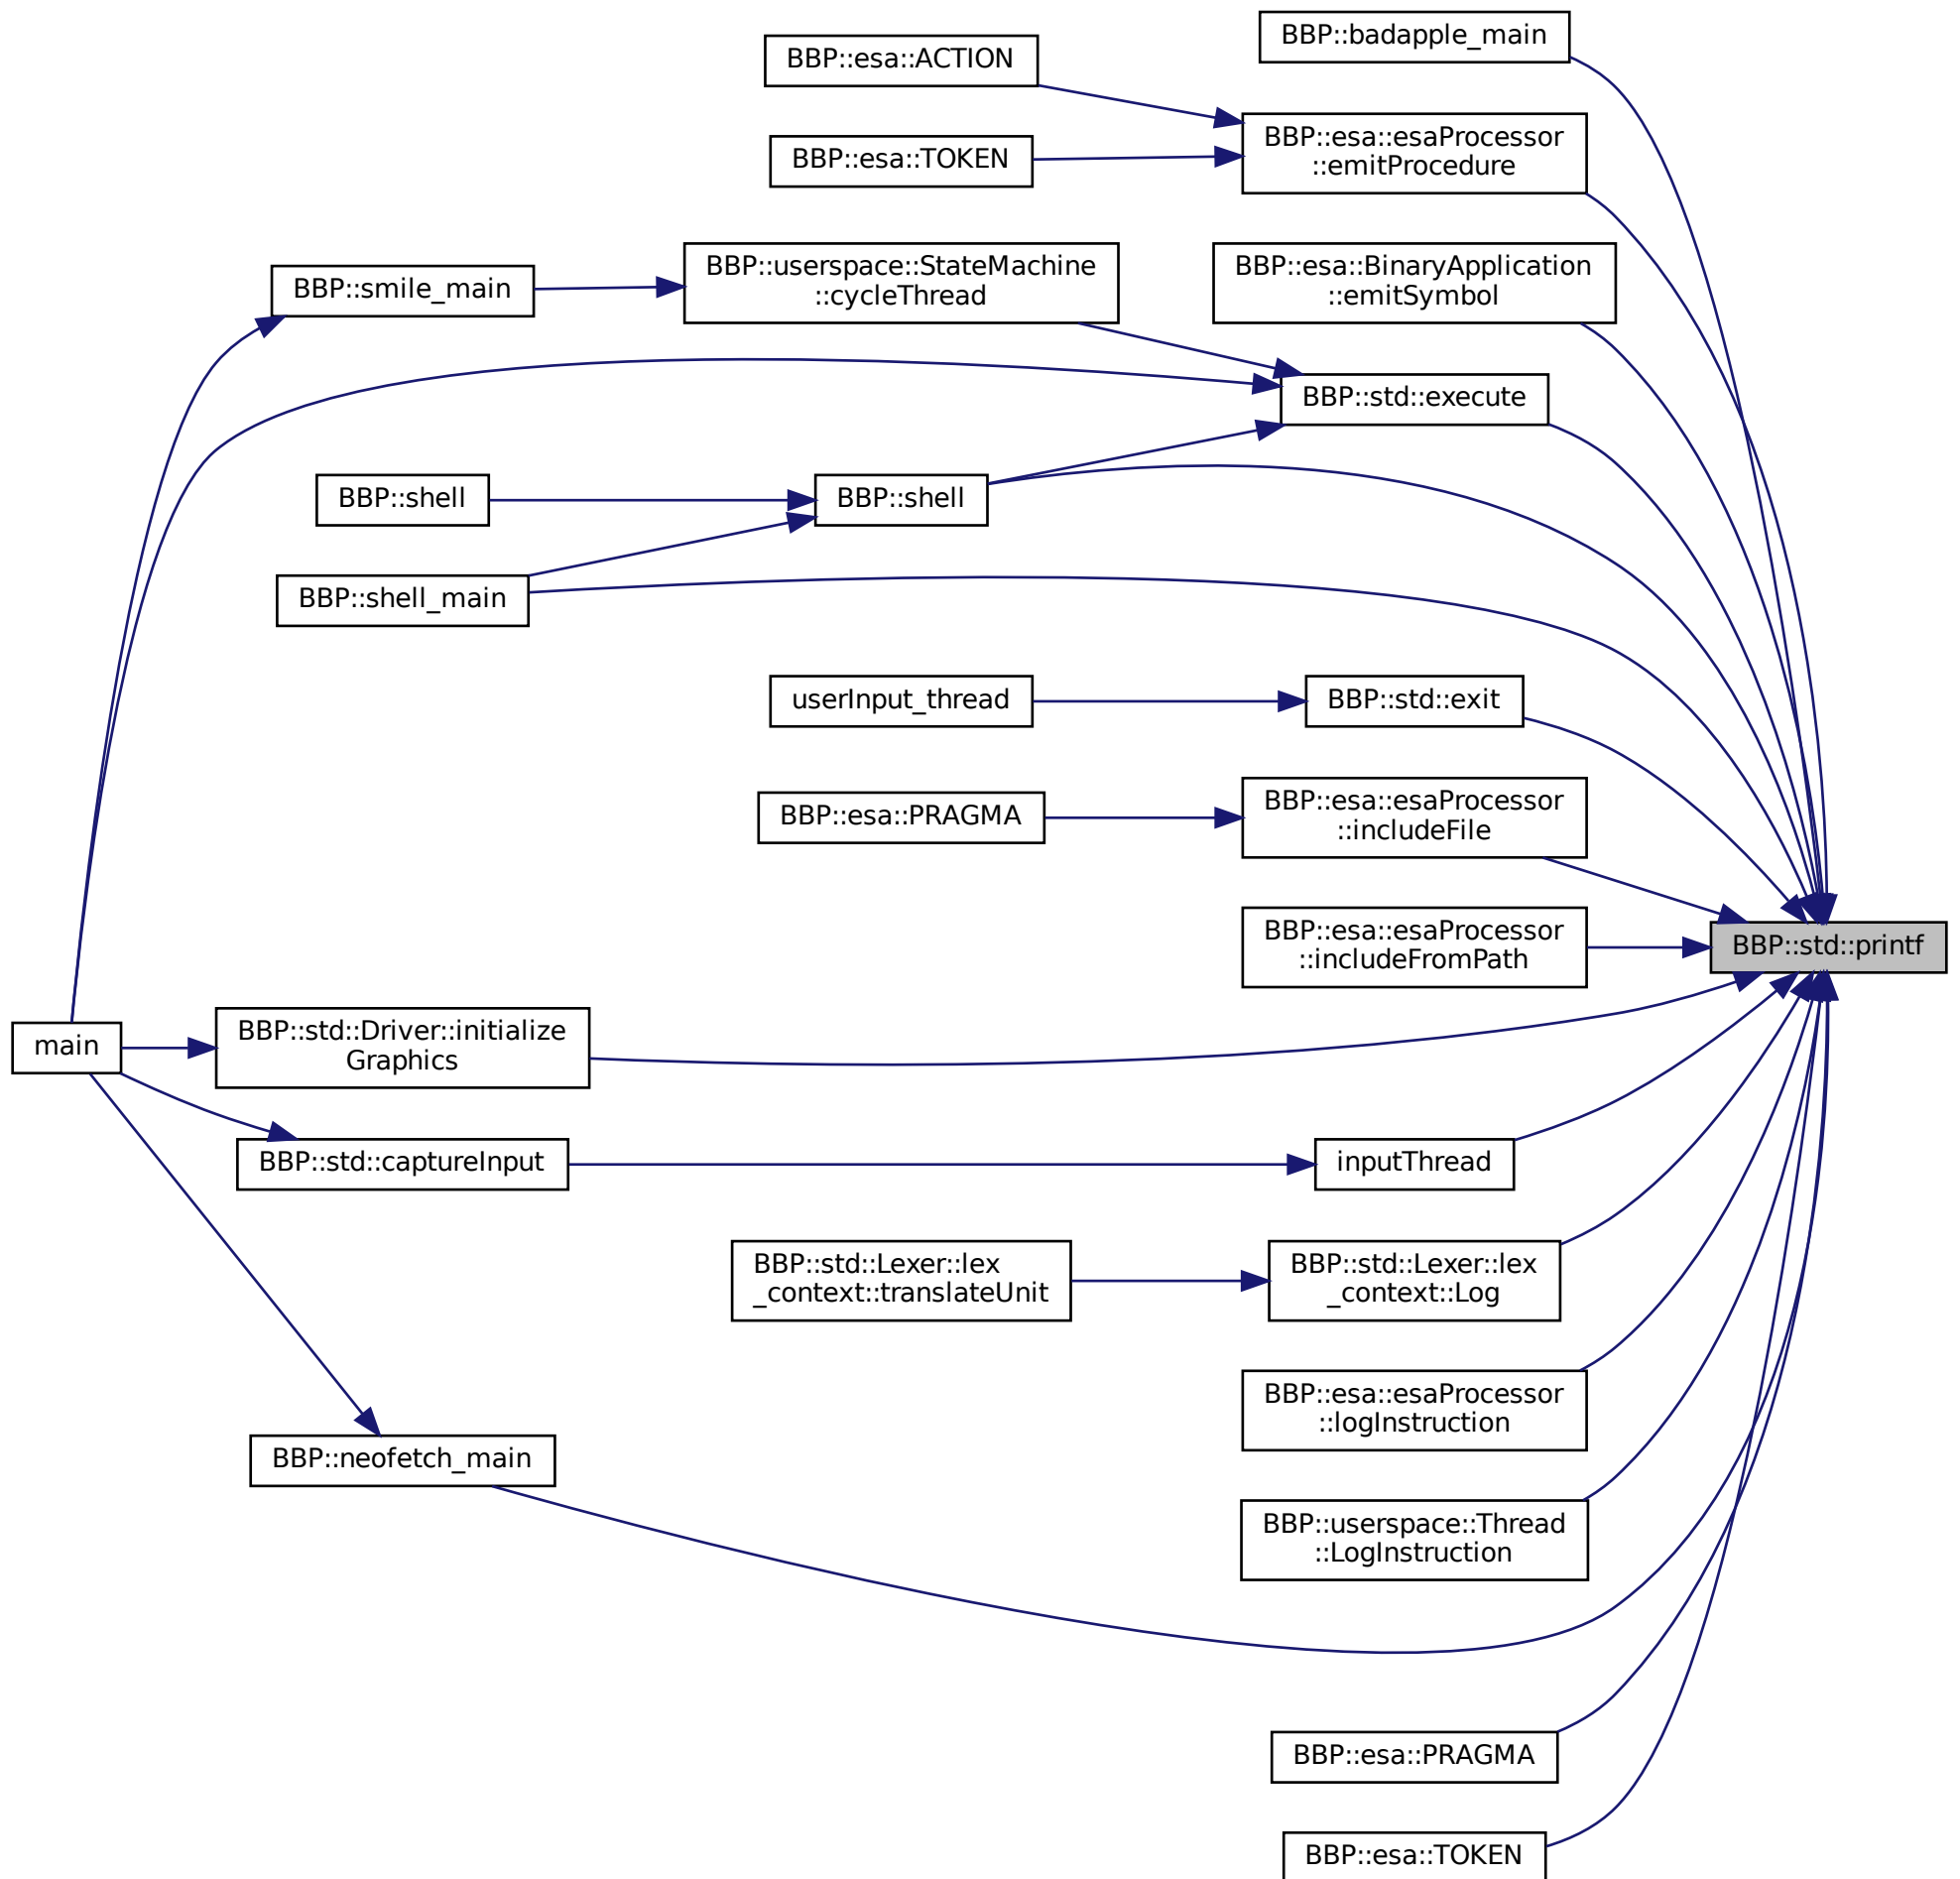 BBP::badapple_main
BBP::esa::ACTION
BBP::esa::esaProcessor
::emitProcedure
BBP::esa::TOKEN
BBP::esa::BinaryApplication
::emitSymbol
BBP::userspace::StateMachine
::cycleThread
BBP::smile_main
BBP::std::execute
BBP::shell
BBP::shell
BBP::shell_main
userInput_thread
BBP::std::exit
BBP::esa::PRAGMA
BBP::esa::esaProcessor
::includeFile
BBP::esa::esaProcessor
::includeFromPath
BBP::std::printf
main
BBP::std::Driver::initialize
Graphics
BBP::std::captureInput
inputThread
BBP::std::Lexer::lex
_context::translateUnit
BBP::std::Lexer::lex
_context::Log
BBP::esa::esaProcessor
::logInstruction
BBP::neofetch_main
BBP::userspace::Thread
::LogInstruction
BBP::esa::PRAGMA
BBP::esa::TOKEN